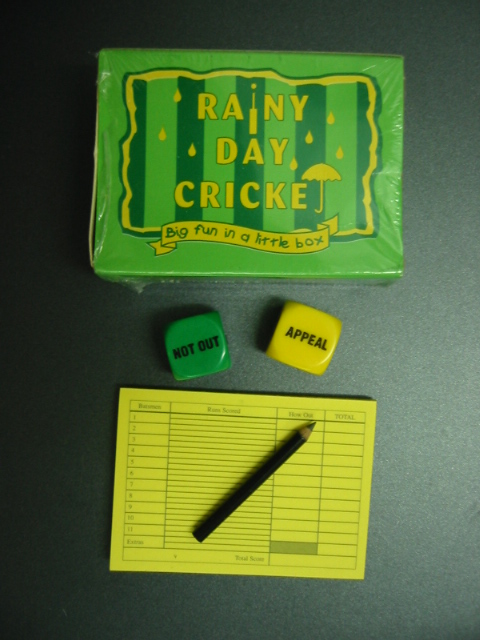 RAiNY
DAY
CRICKE
Big fun in a little box
NOT OUT
APPEAL
Batsmen Runs Scored How Out TOTAL
1
2
3
4
5
6
7
8
9
10
11
Extras
v Total Score